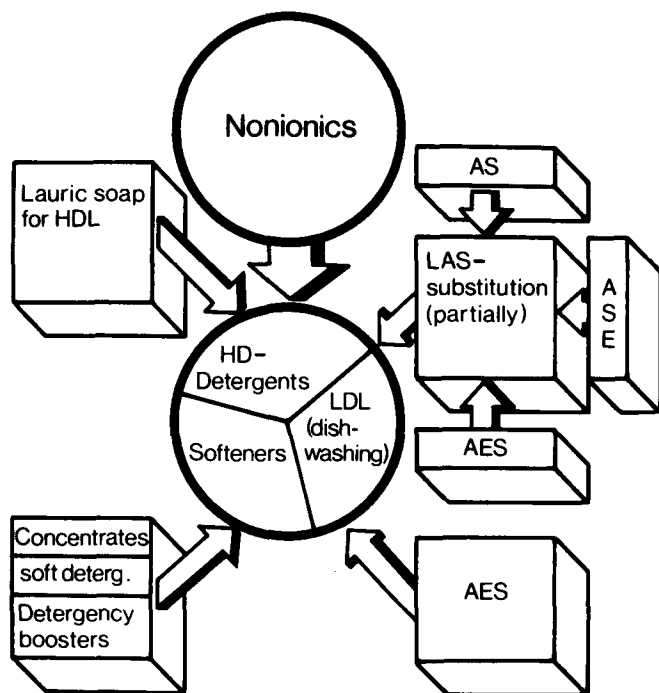 Nonionics
Lauric soap
for HDL
AS
LAS-
substitution
(partially)
A
S
E
AES
HD-
Detergents
LDL
(dish-
washing)
Softeners
Concentrates
soft deterg.
Detergency
boosters
AES